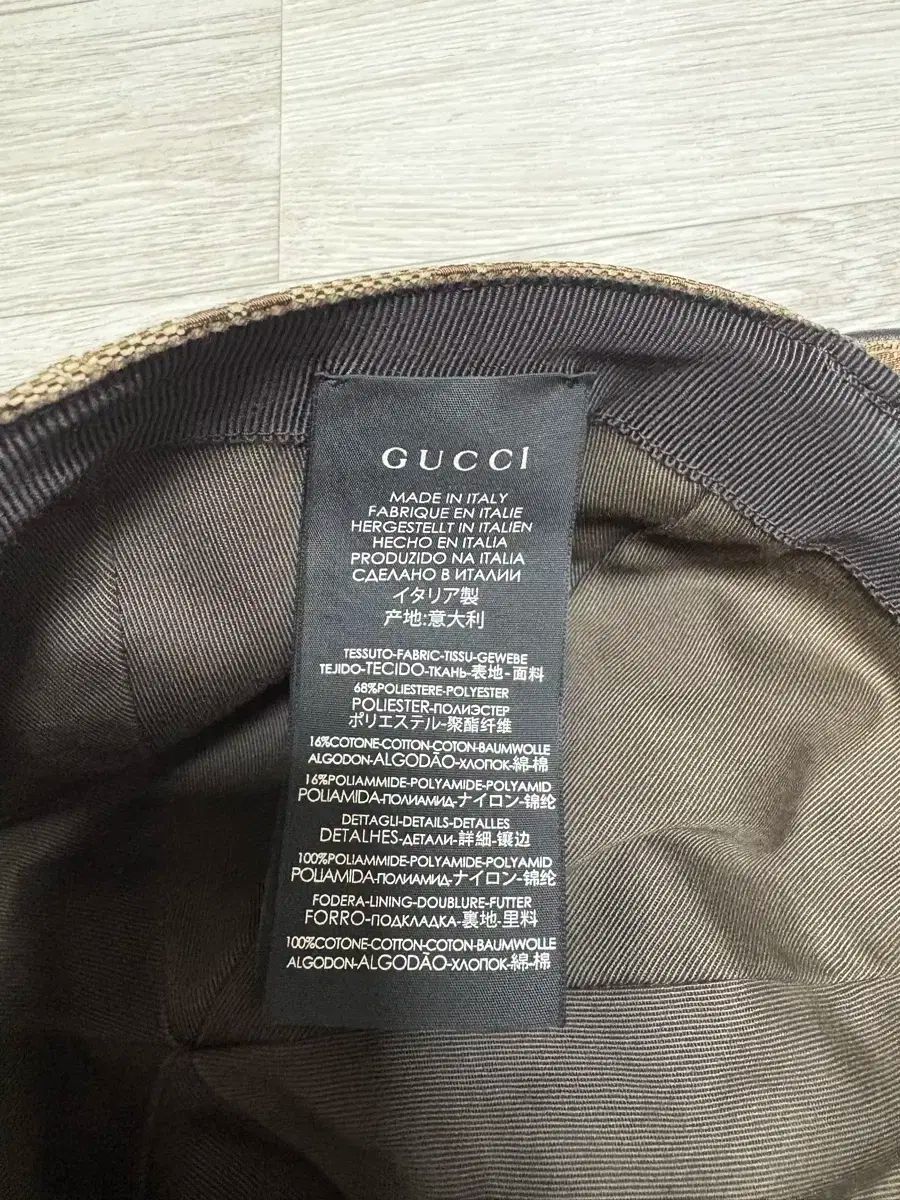 GUCCI
MADE IN ITALY
FABRIQUE EN ITALIE
HERGESTELLT IN ITALIEN
HECHO EN ITALIA
PRODUZIDO NA ITALIA
СДЕЛАНО В ИТАЛИИ
イタリア製
产地:意大利
TESSUTO-FABRIC-TISSU-GEWEBE
TEJIDO-TECIDO-ТКАНЬ-表地-面料
68%POLIESTERE-POLYESTER
POLIESTER-ПОЛИЭСТЕР
ポリエステル-聚酯纤维
16%COTONE-COTTON-COTON-BAUMWOLLE
ALGODON-ALGODÃO-ХЛОПОК-綿-棉
16%POLIAMMIDE-POLYAMIDE-POLYAMID
POLIAMIDA-ПОЛИАМИД-ナイロン-锦纶
DETTAGLI-DETAILS-DETALLES
DETALHES-ДЕТАЛИ-詳細-镶边
100%POLIAMMIDE-POLYAMIDE-POLYAMID
POLIAMIDA-ПОЛИАМИД-ナイロン-锦纶
FODERA-LINING-DOUBLURE-FUTTER
FORRO-ПОДКЛАДКА-裏地-里料
100%COTONE-COTTON-COTON-BAUMWOLLE
ALGODON-ALGODÃO-ХЛОПОК-綿-棉